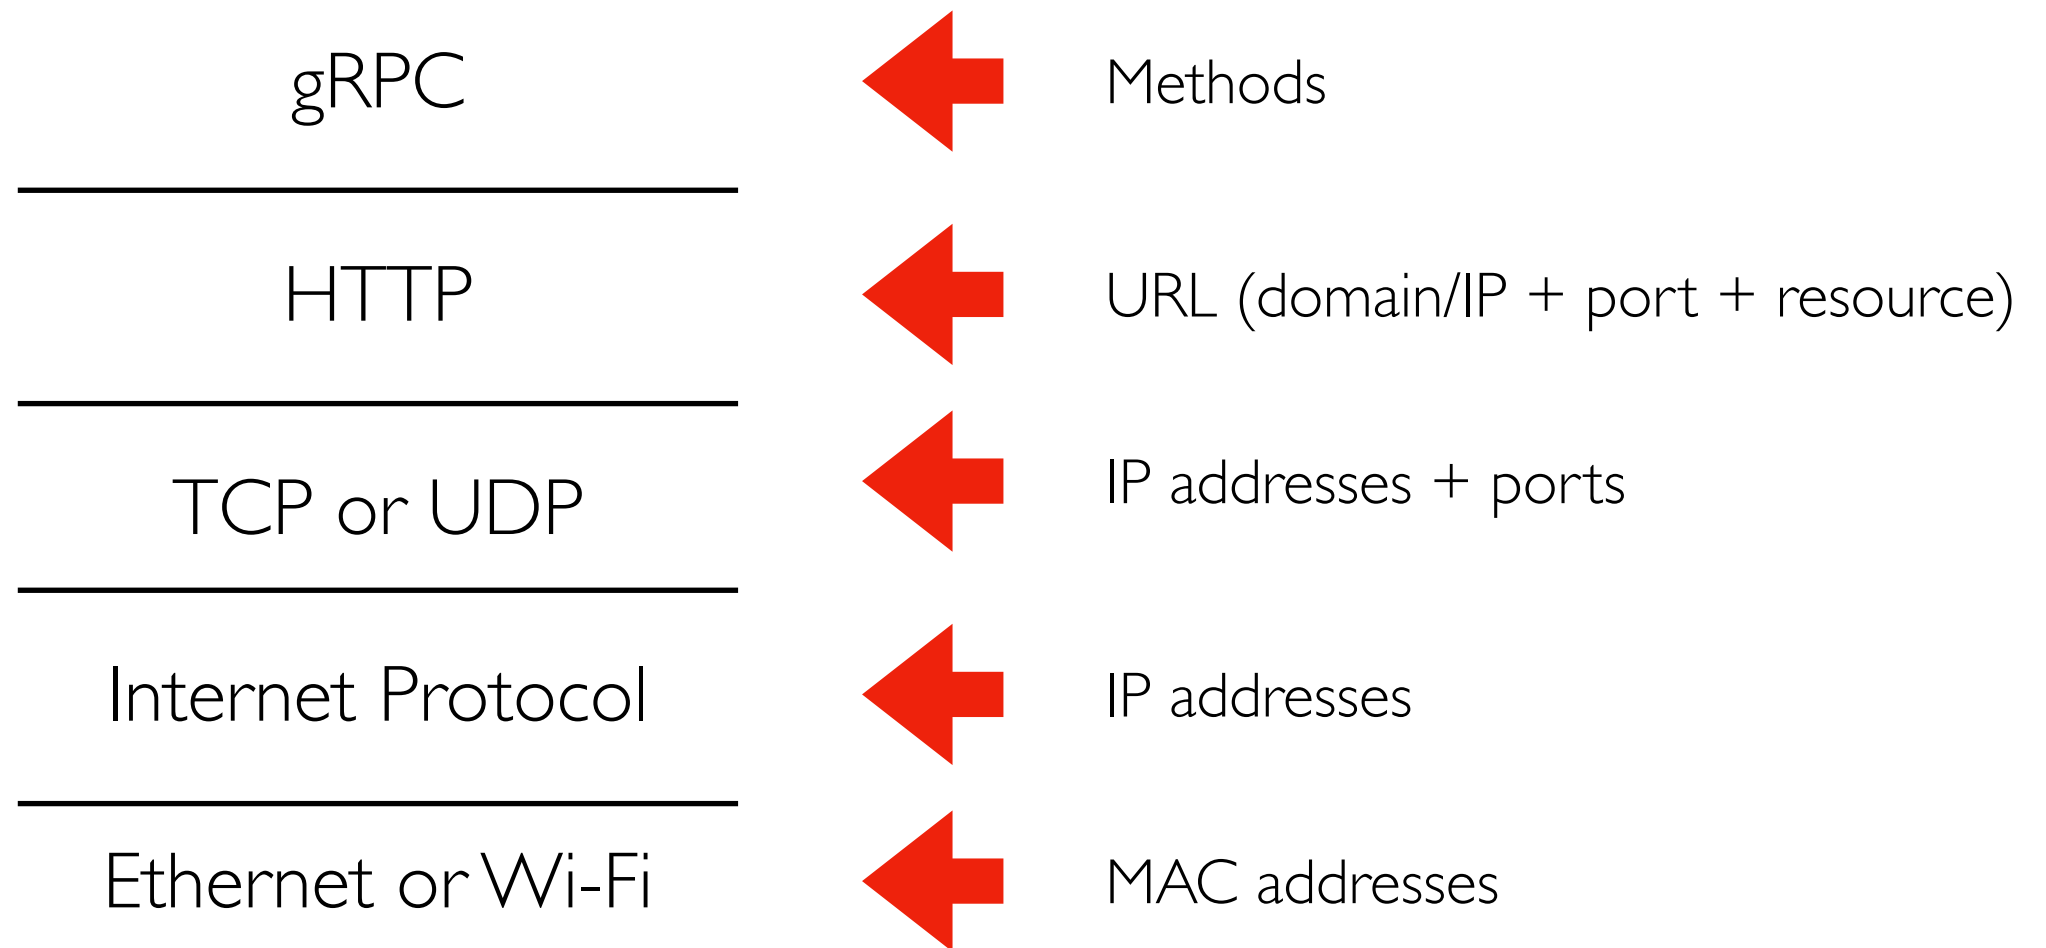 gRPC
Methods
HTTP
URL (domain/IP + port + resource)
TCP or UDP
IP addresses + ports
Internet Protocol
IP addresses
Ethernet or Wi-Fi
MAC addresses